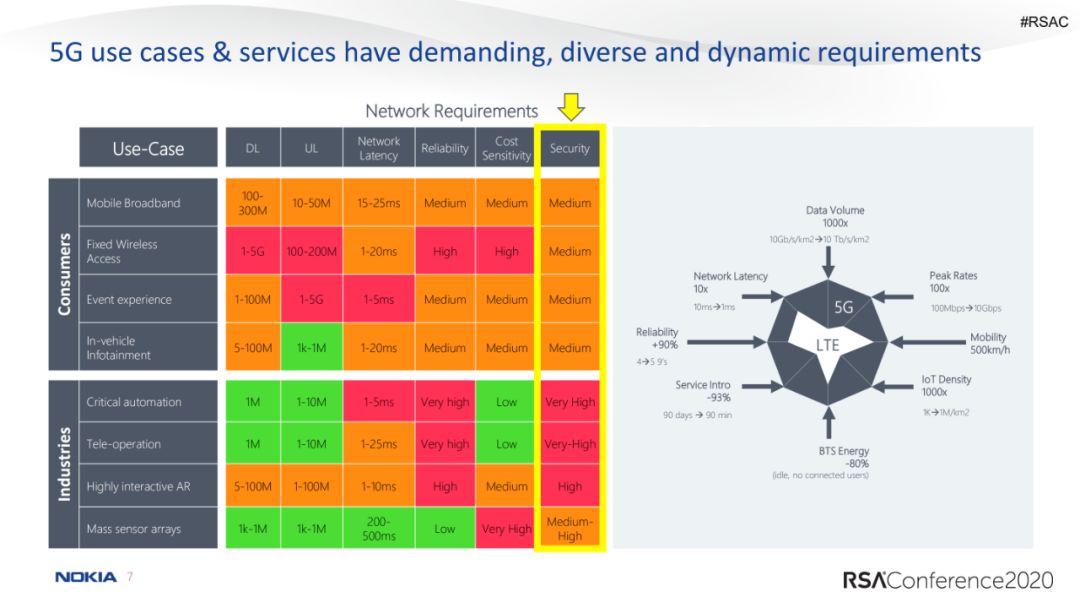 #RSAC
5G use cases & services have demanding, diverse and dynamic requirements
Network Requirements
Use-Case
DL
UL
Network
Latency
Reliability
Cost
Sensitivity
Security
Consumers
Mobile Broadband
100-
300M
10-50M
15-25ms
Medium
Medium
Medium
Fixed Wireless
Access
1-5G
100-200M
1-20ms
High
High
Medium
Event experience
1-100M
1-5G
1-5ms
Medium
Medium
Medium
In-vehicle
Infotainment
5-100M
1k-1M
1-20ms
Medium
Medium
Medium
Industries
Critical automation
1M
1-10M
1-5ms
Very high
Low
Very High
Tele-operation
1M
1-10M
1-25ms
Very high
Low
Very-High
Highly interactive AR
5-100M
1-100M
1-10ms
High
Medium
High
Mass sensor arrays
1k-1M
1k-1M
200-
500ms
Low
Very High
Medium-
High
Data Volume
1000x
10Gb/s/km2→10 Tb/s/km2
Network Latency
10x
10ms→1ms
Peak Rates
100x
100Mbps→10Gbps
5G
LTE
Reliability
+90%
4→5 9's
Mobility
500km/h
Service Intro
-93%
90 days → 90 min
IoT Density
1000x
1K→1M/km2
BTS Energy
-80%
(idle, no connected users)
NOKIA 7
RSAConference2020